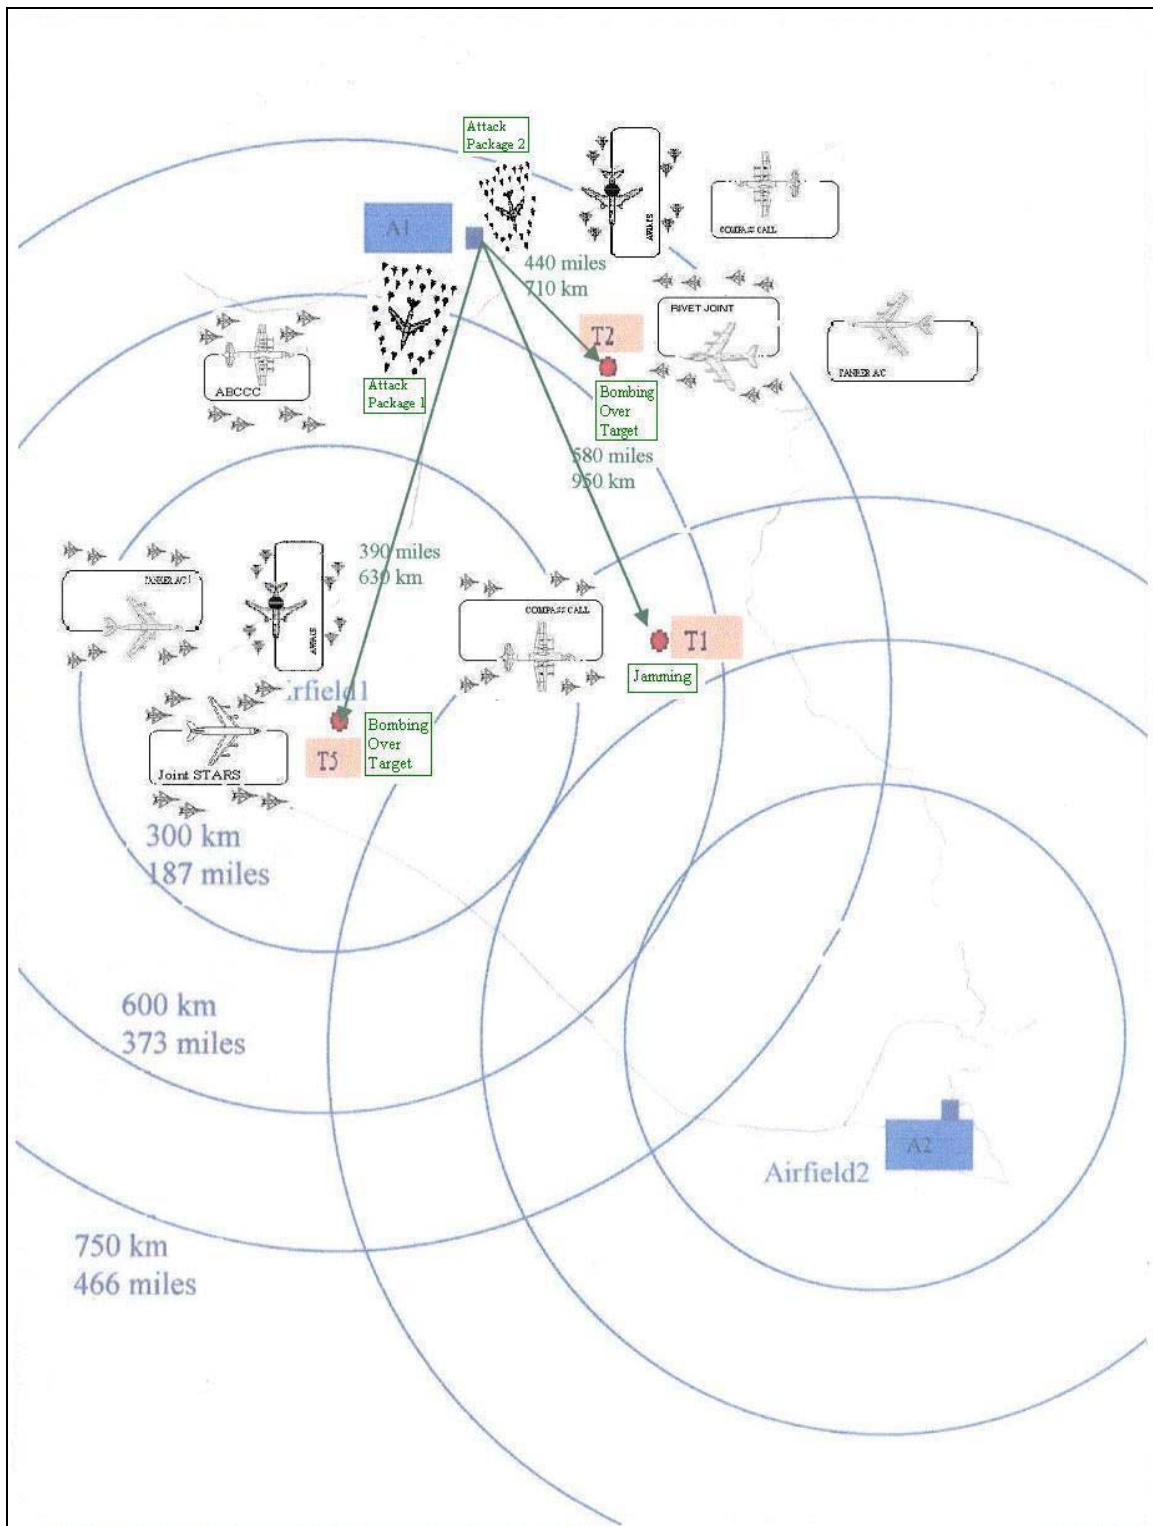 Attack
Package 2
AWACS
COMPASS CALL
A1
440 miles
710 km
RIVET JOINT
T2
TANKER A/C
ABCCC
Attack
Package 1
Bombing
Over
Target
580 miles
950 km
390 miles
630 km
TANKER A/C
AWACS
COMPASS CALL
T1
Jamming
rfield1
Bombing
Over
Target
T5
Joint STARS
300 km
187 miles
600 km
373 miles
A2
Airfield2
750 km
466 miles